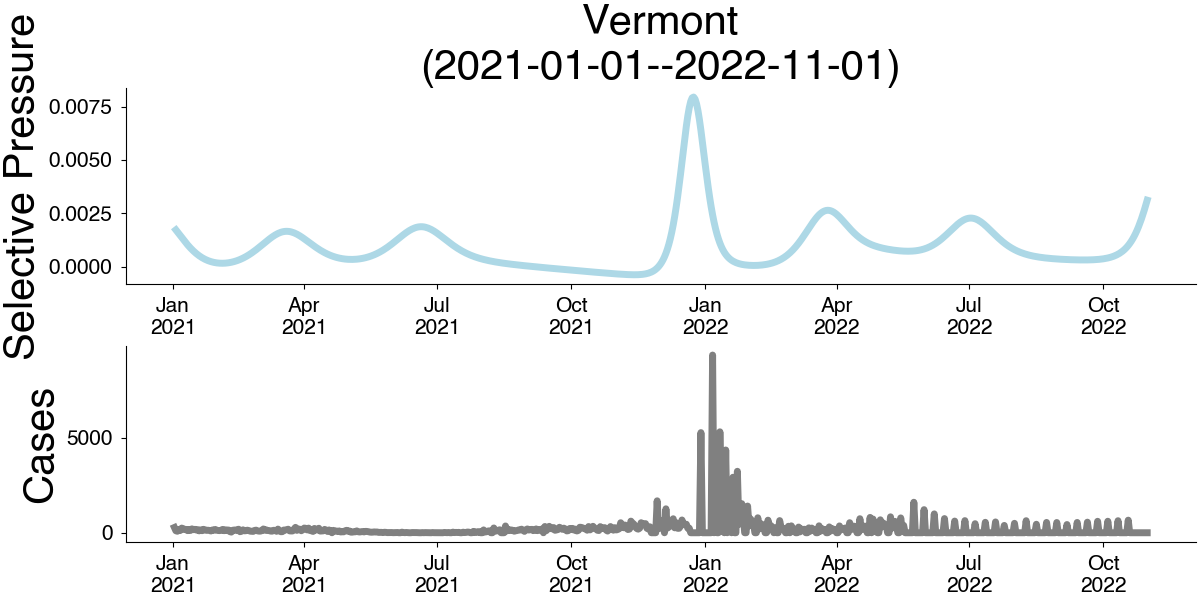 Vermont
(2021-01-01--2022-11-01)
Selective Pressure
0.0075
0.0050
0.0025
0.0000
Jan Apr Jul Oct Jan Apr Jul Oct
2021 2021 2021 2021 2022 2022 2022 2022
Cases
5000
0
Jan Apr Jul Oct Jan Apr Jul Oct
2021 2021 2021 2021 2022 2022 2022 2022